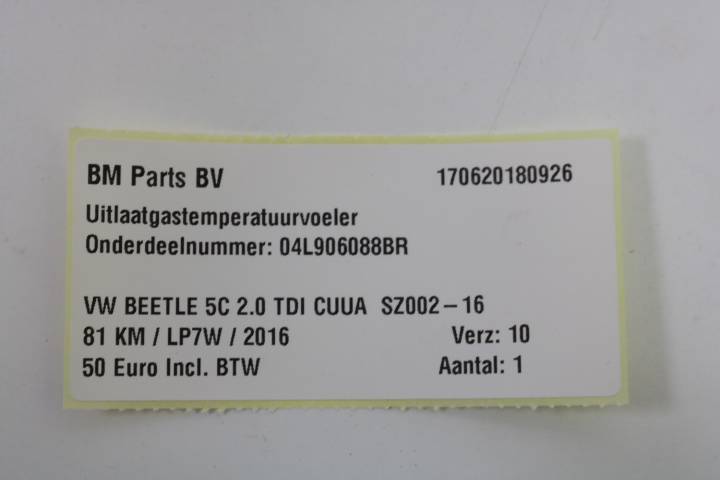 BM Parts BV 170620180926
Uitlaatgastemperatuurvoeler
Onderdeelnummer: 04L906088BR
VW BEETLE 5C 2.0 TDI CUUA SZ002-16
81 KM / LP7W / 2016 Verz: 10
50 Euro Incl. BTW Aantal: 1